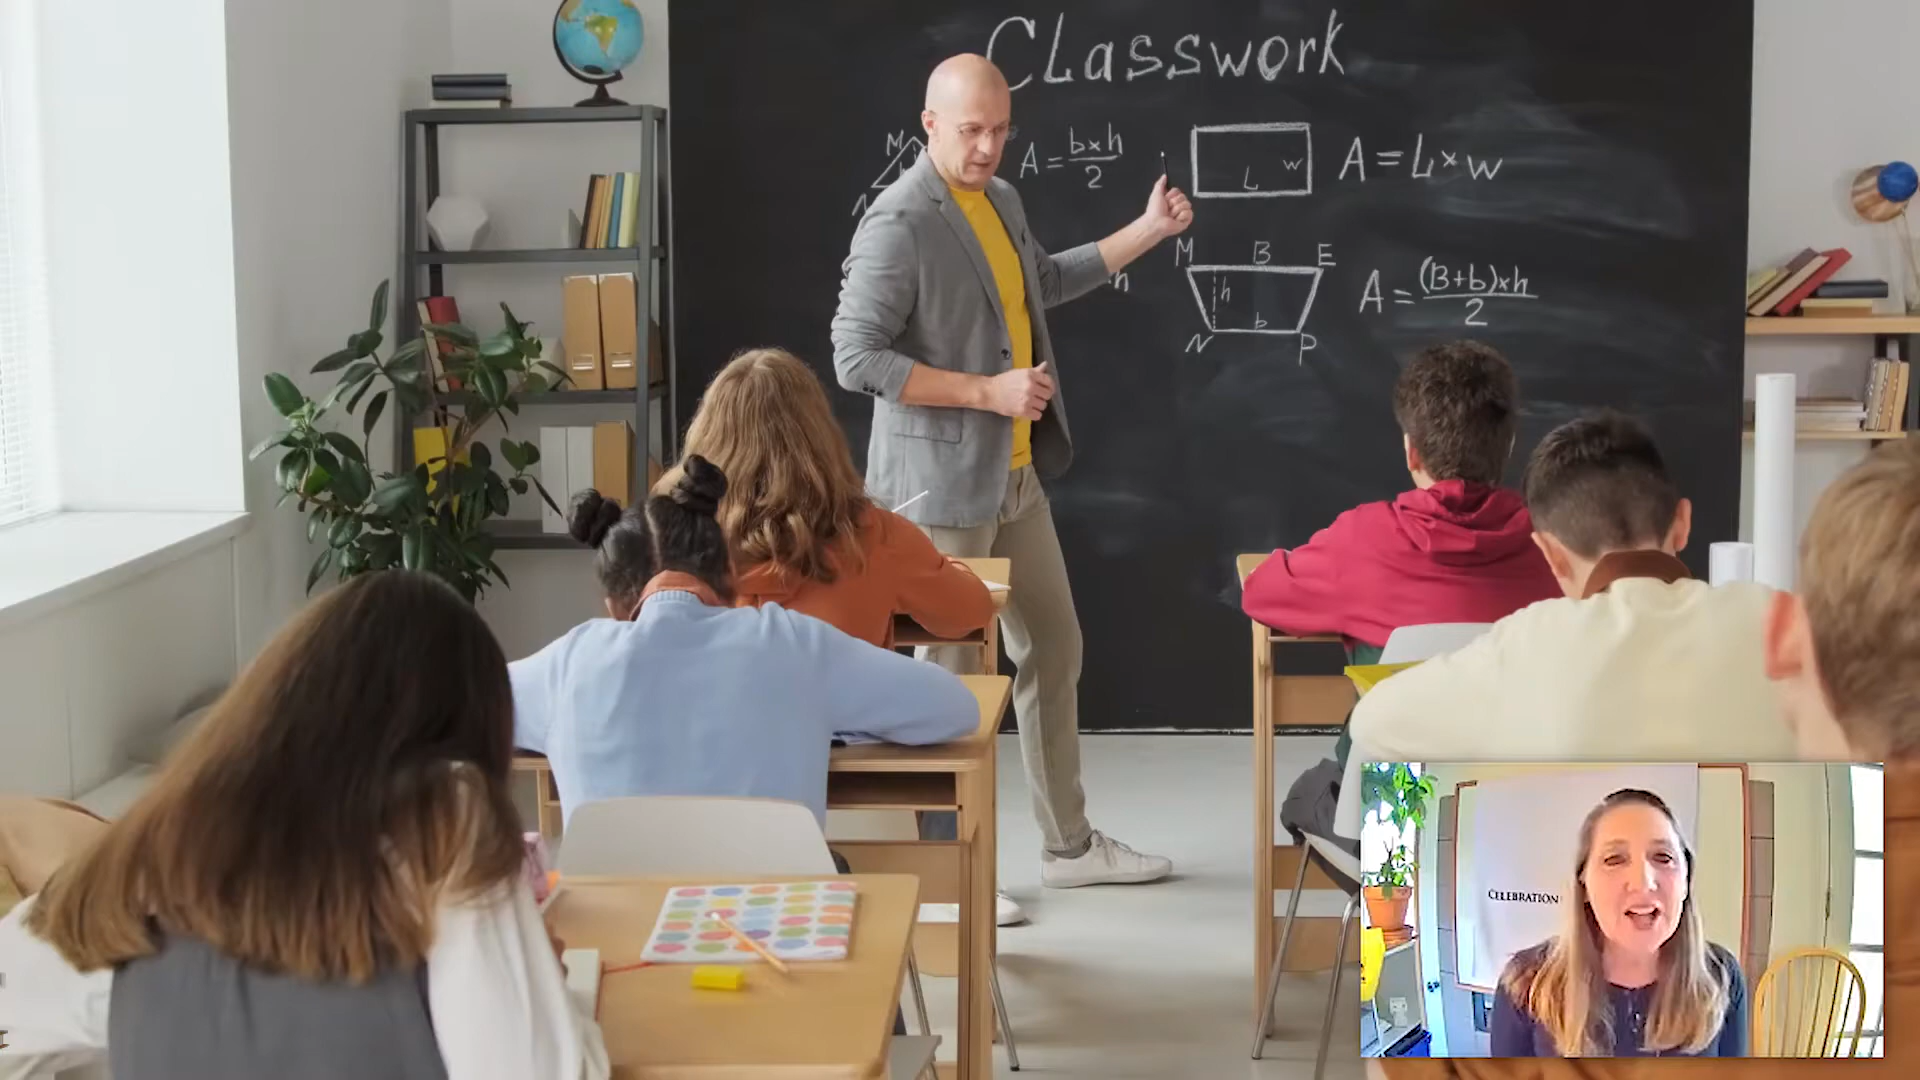 Classwork
M
A = b×h/2
L
w
A = L×w
h
M B E
h
b
N P
A = (B+b)×h/2
CELEBRATION